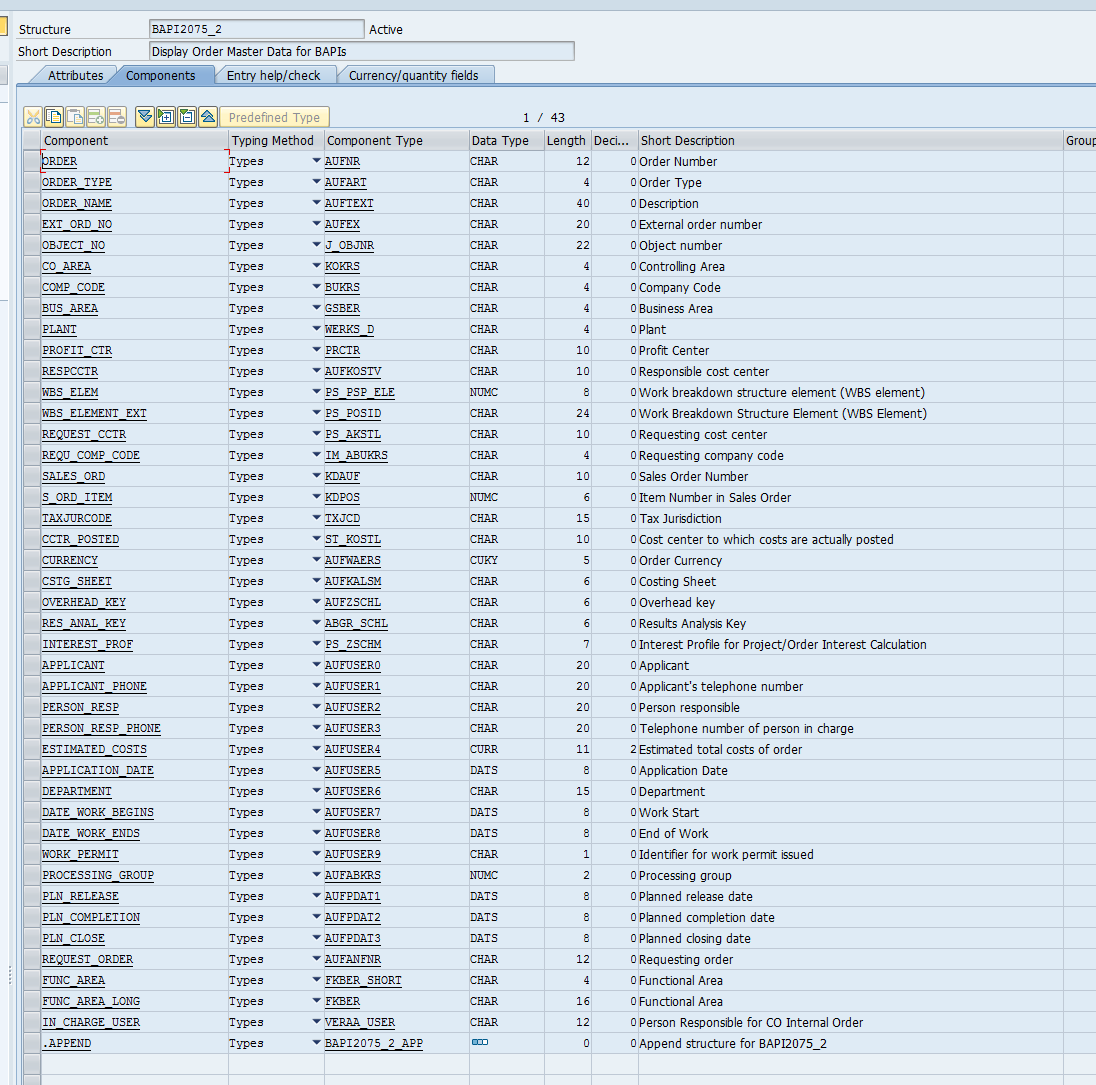 Structure BAPI2075_2 Active
Short Description Display Order Master Data for BAPIs
Attributes Components Entry help/check Currency/quantity fields
Predefined Type 1 / 43
Component Typing Method Component Type Data Type Length Deci... Short Description Group
ORDER Types AUFNR CHAR 12 0 Order Number
ORDER_TYPE Types AUFART CHAR 4 0 Order Type
ORDER_NAME Types AUFTEXT CHAR 40 0 Description
EXT_ORD_NO Types AUFEX CHAR 20 0 External order number
OBJECT_NO Types J_OBJNR CHAR 22 0 Object number
CO_AREA Types KOKRS CHAR 4 0 Controlling Area
COMP_CODE Types BUKRS CHAR 4 0 Company Code
BUS_AREA Types GSBER CHAR 4 0 Business Area
PLANT Types WERKS_D CHAR 4 0 Plant
PROFIT_CTR Types PRCTR CHAR 10 0 Profit Center
RESPCCTR Types AUFKOSTV CHAR 10 0 Responsible cost center
WBS_ELEM Types PS_PSP_ELE NUMC 8 0 Work breakdown structure element (WBS element)
WBS_ELEMENT_EXT Types PS_POSID CHAR 24 0 Work Breakdown Structure Element (WBS Element)
REQUEST_CCTR Types PS_AKSTL CHAR 10 0 Requesting cost center
REQU_COMP_CODE Types IM_ABUKRS CHAR 4 0 Requesting company code
SALES_ORD Types KDAUF CHAR 10 0 Sales Order Number
S_ORD_ITEM Types KDPOS NUMC 6 0 Item Number in Sales Order
TAXJURCODE Types TXJCD CHAR 15 0 Tax Jurisdiction
CCTR_POSTED Types ST_KOSTL CHAR 10 0 Cost center to which costs are actually posted
CURRENCY Types AUFWAERS CUKY 5 0 Order Currency
CSTG_SHEET Types AUFKALSM CHAR 6 0 Costing Sheet
OVERHEAD_KEY Types AUFZSCHL CHAR 6 0 Overhead key
RES_ANAL_KEY Types ABGR_SCHL CHAR 6 0 Results Analysis Key
INTEREST_PROF Types PS_ZSCHM CHAR 7 0 Interest Profile for Project/Order Interest Calculation
APPLICANT Types AUFUSER0 CHAR 20 0 Applicant
APPLICANT_PHONE Types AUFUSER1 CHAR 20 0 Applicant's telephone number
PERSON_RESP Types AUFUSER2 CHAR 20 0 Person responsible
PERSON_RESP_PHONE Types AUFUSER3 CHAR 20 0 Telephone number of person in charge
ESTIMATED_COSTS Types AUFUSER4 CURR 11 2 Estimated total costs of order
APPLICATION_DATE Types AUFUSER5 DATS 8 0 Application Date
DEPARTMENT Types AUFUSER6 CHAR 15 0 Department
DATE_WORK_BEGINS Types AUFUSER7 DATS 8 0 Work Start
DATE_WORK_ENDS Types AUFUSER8 DATS 8 0 End of Work
WORK_PERMIT Types AUFUSER9 CHAR 1 0 Identifier for work permit issued
PROCESSING_GROUP Types AUFABKRS NUMC 2 0 Processing group
PLN_RELEASE Types AUFPDAT1 DATS 8 0 Planned release date
PLN_COMPLETION Types AUFPDAT2 DATS 8 0 Planned completion date
PLN_CLOSE Types AUFPDAT3 DATS 8 0 Planned closing date
REQUEST_ORDER Types AUFANFNR CHAR 12 0 Requesting order
FUNC_AREA Types FKBER_SHORT CHAR 4 0 Functional Area
FUNC_AREA_LONG Types FKBER CHAR 16 0 Functional Area
IN_CHARGE_USER Types VERAA_USER CHAR 12 0 Person Responsible for CO Internal Order
.APPEND Types BAPI2075_2_APP 0 0 Append structure for BAPI2075_2